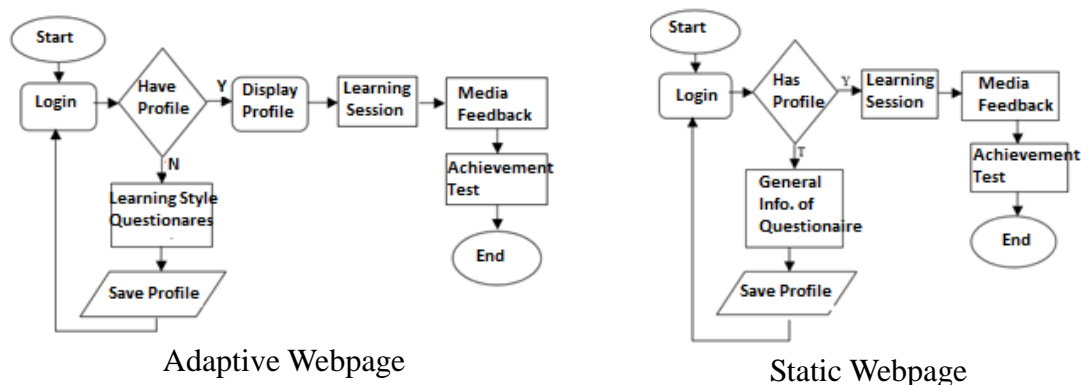 Start
Login
Have
Profile
Y
Display
Profile
Learning
Session
Media
Feedback
N
Achievement
Test
Learning Style
Questionares
End
Save Profile
Adaptive Webpage
Start
Login
Has
Profile
Y
Learning
Session
Media
Feedback
T
Achievement
Test
General
Info. of
Questionaire
End
Save Profile
Static Webpage